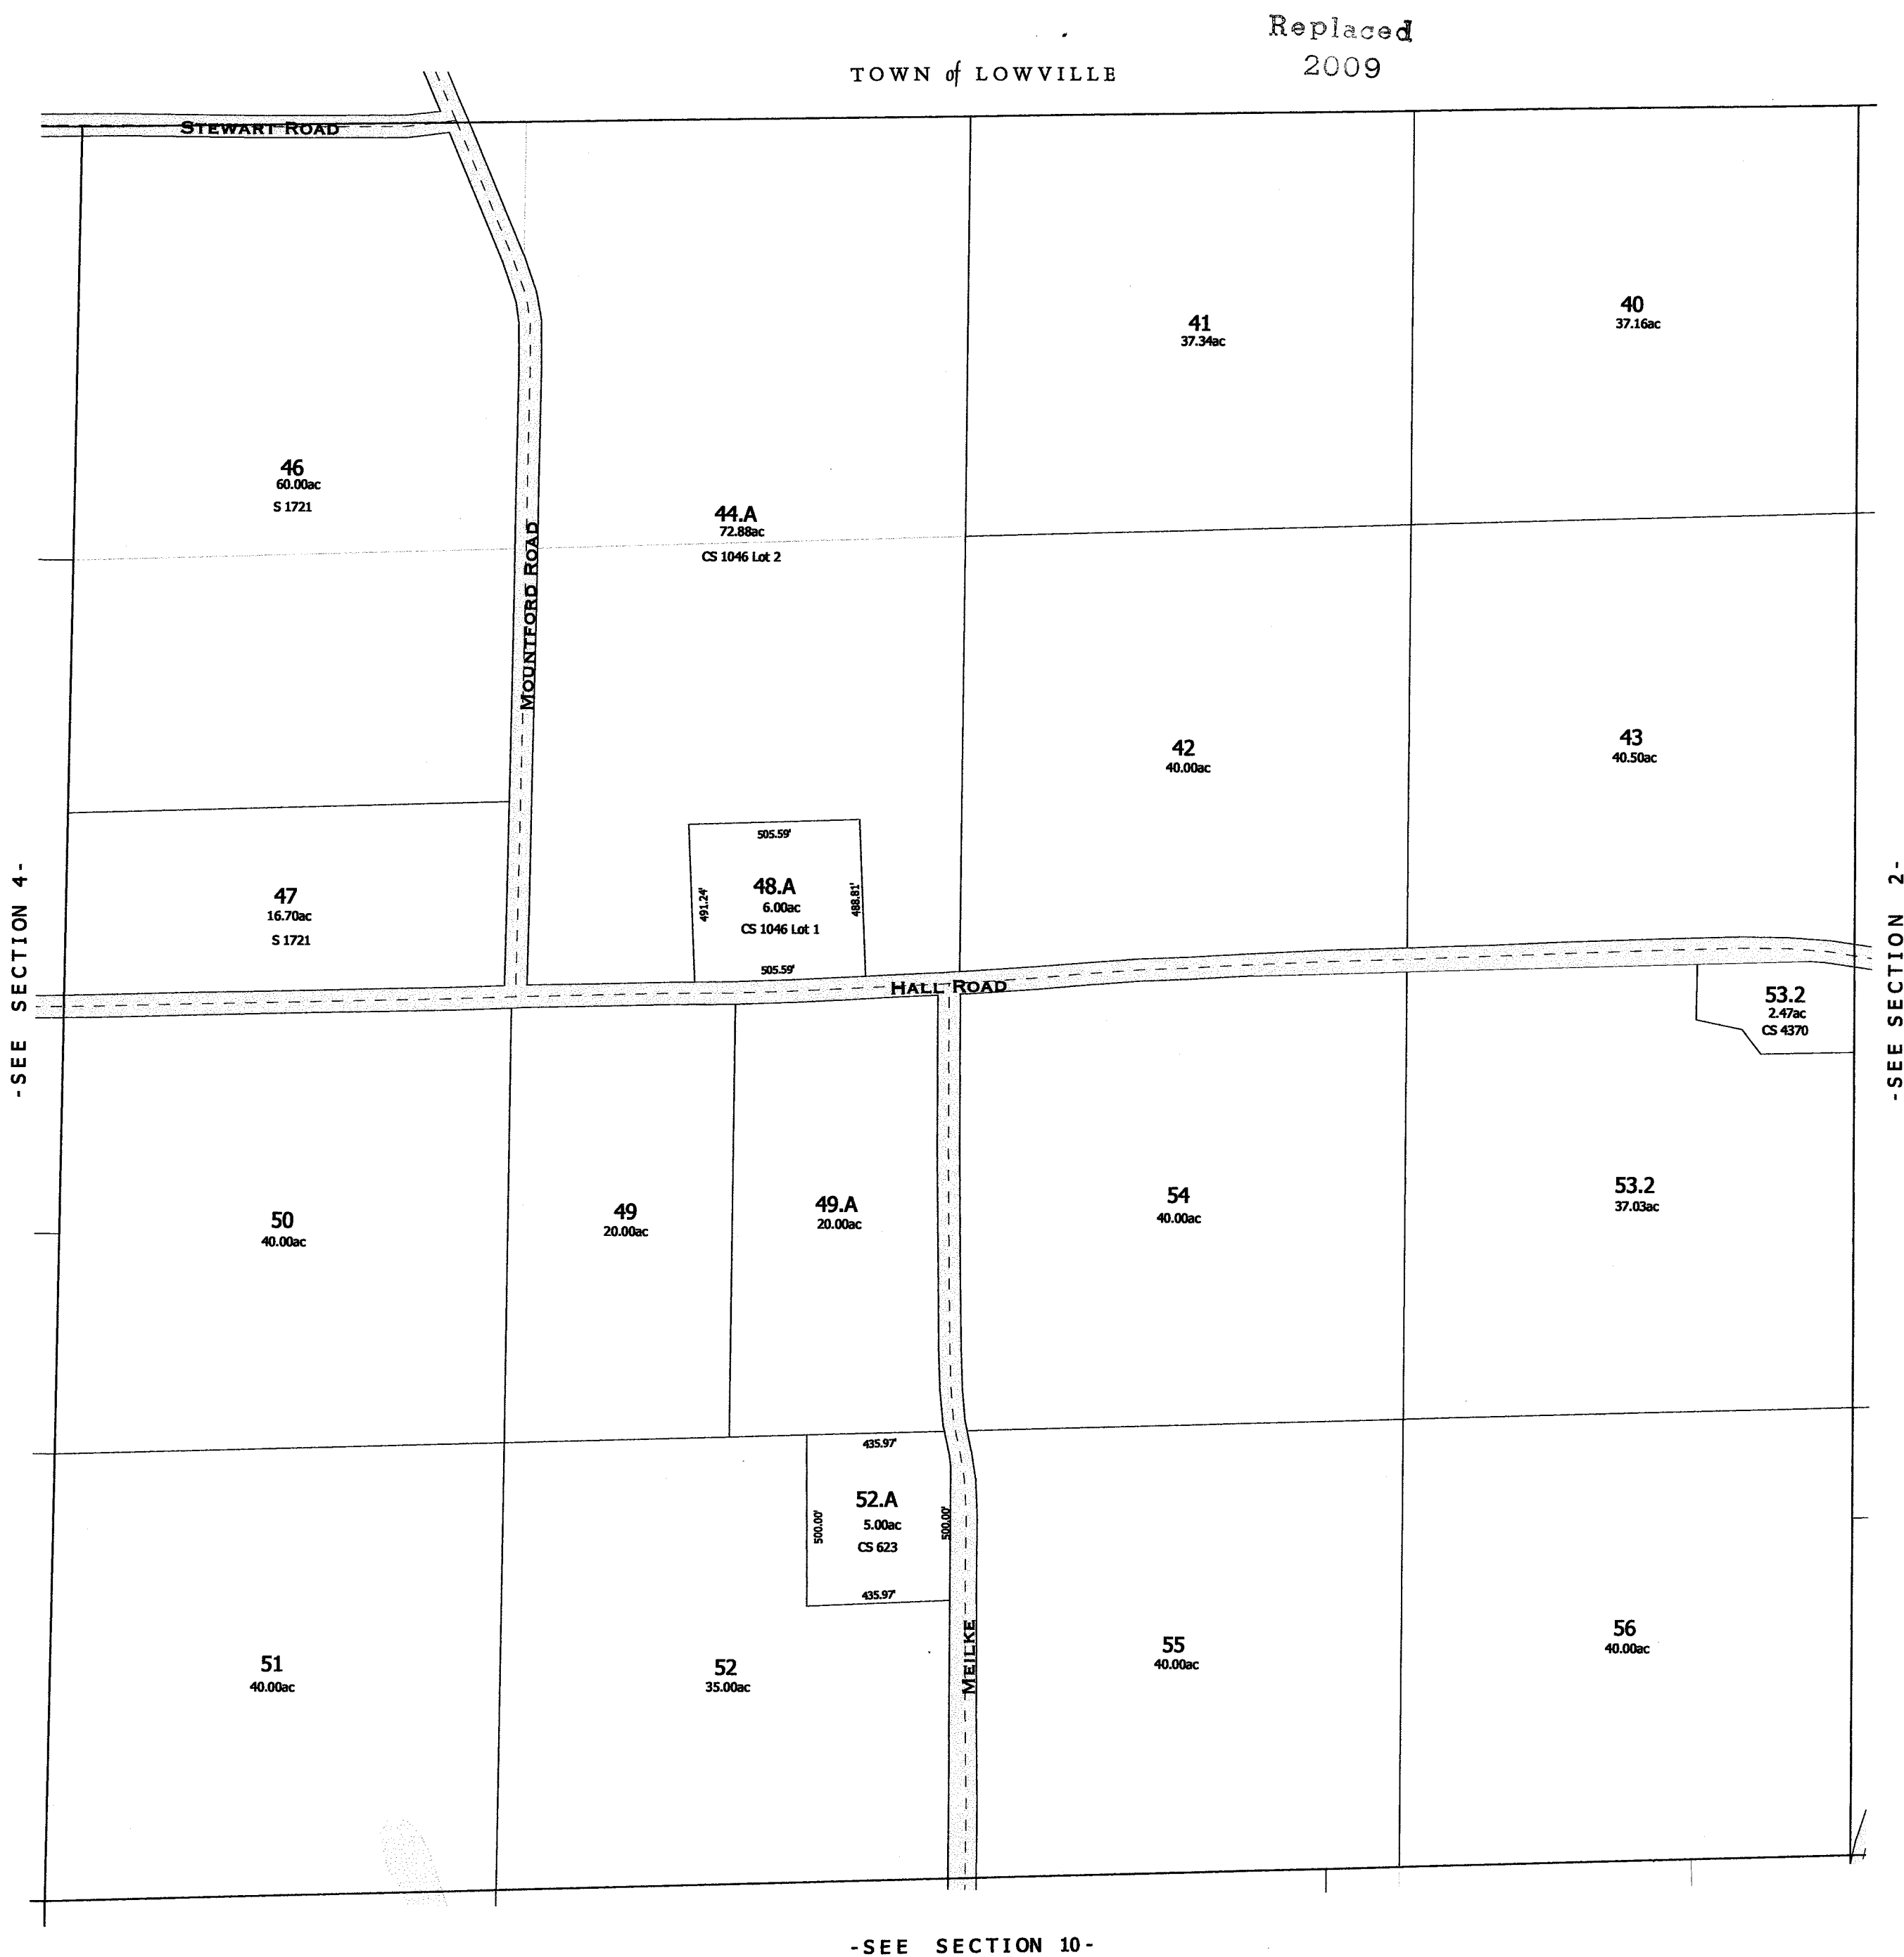 Replaced
2009
TOWN of LOWVILLE
STEWART ROAD
40
37.16ac
41
37.34ac
46
60.00ac
S 1721
44.A
72.88ac
CS 1046 Lot 2
MOUNTFORD ROAD
42
40.00ac
43
40.50ac
505.59'
491.24'
48.A
6.00ac
CS 1046 Lot 1
488.81'
505.59'
47
16.70ac
S 1721
-SEE SECTION 4-
-SEE SECTION 2-
HALL ROAD
53.2
2.47ac
CS 4370
50
40.00ac
49
20.00ac
49.A
20.00ac
54
40.00ac
53.2
37.03ac
435.97'
500.00'
52.A
5.00ac
CS 623
500.00'
435.97'
MEILKE
51
40.00ac
52
35.00ac
55
40.00ac
56
40.00ac
-SEE SECTION 10-